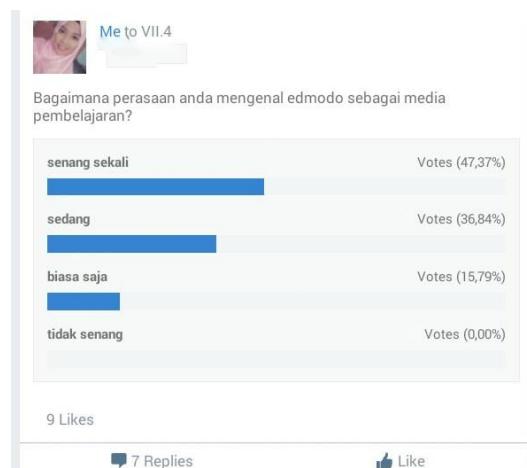 Me to VII.4
Bagaimana perasaan anda mengenal edmodo sebagai media
pembelajaran?
senang sekali Votes (47,37%)
sedang Votes (36,84%)
biasa saja Votes (15,79%)
tidak senang Votes (0,00%)
9 Likes
7 Replies Like